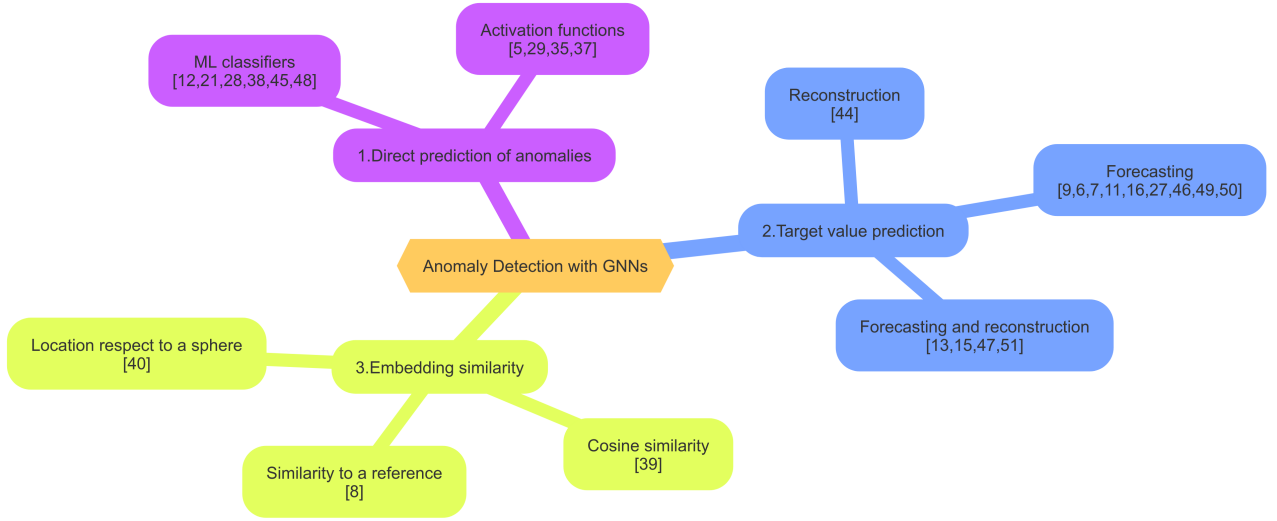 Activation functions
[5,29,35,37]
ML classifiers
[12,21,28,38,45,48]
1.Direct prediction of anomalies
Reconstruction
[44]
Forecasting
[9,6,7,11,16,27,46,49,50]
2.Target value prediction
Anomaly Detection with GNNs
Forecasting and reconstruction
[13,15,47,51]
Location respect to a sphere
[40]
3.Embedding similarity
Cosine similarity
[39]
Similarity to a reference
[8]